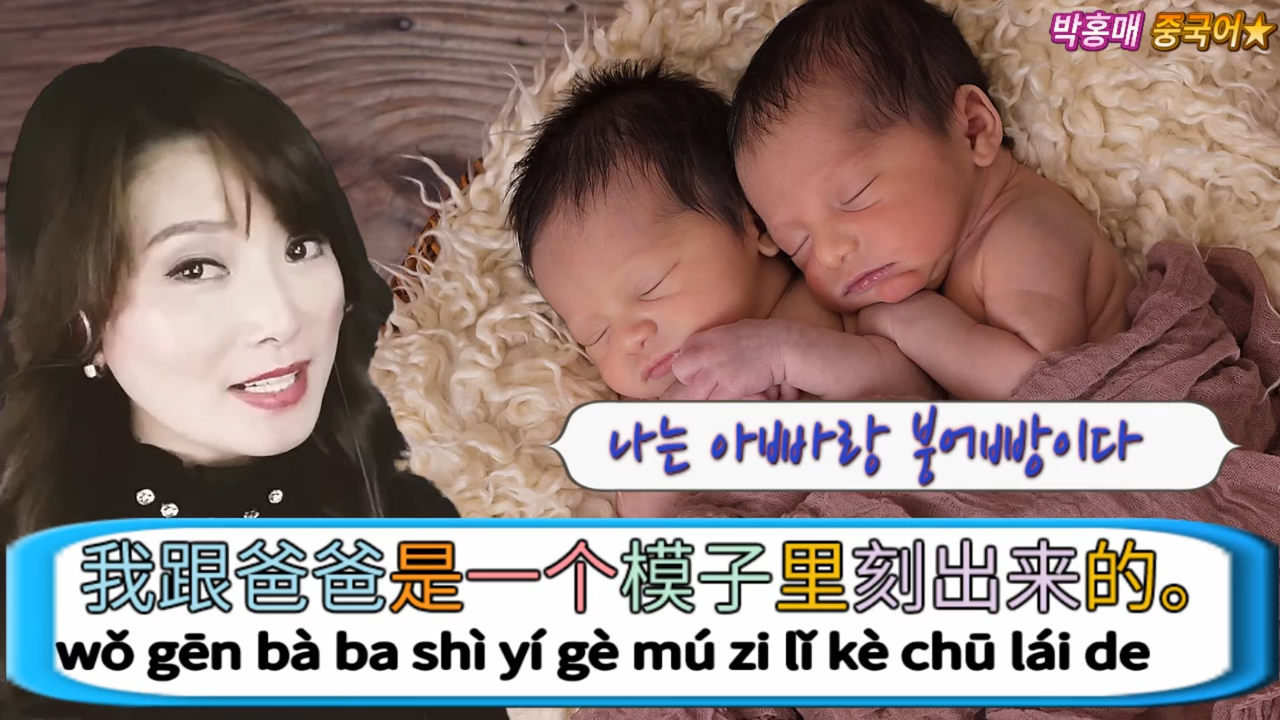 박홍매 중국어★
나는 아빠랑 붕어빵이다
我跟爸爸是一个模子里刻出来的。
wǒ gēn bà ba shì yí gè mú zi lǐ kè chū lái de